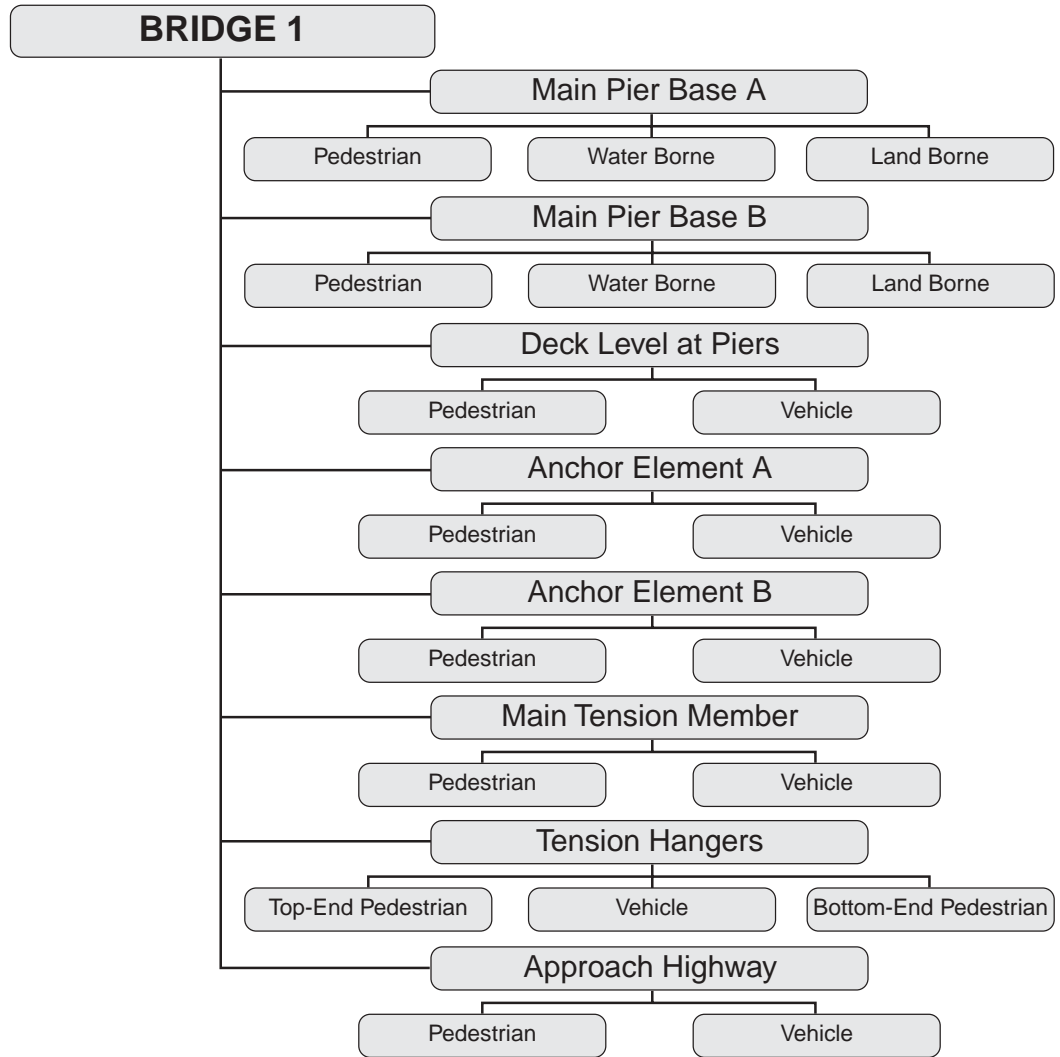 BRIDGE 1
Main Pier Base A
Pedestrian
Water Borne
Land Borne
Main Pier Base B
Pedestrian
Water Borne
Land Borne
Deck Level at Piers
Pedestrian
Vehicle
Anchor Element A
Pedestrian
Vehicle
Anchor Element B
Pedestrian
Vehicle
Main Tension Member
Pedestrian
Vehicle
Tension Hangers
Top-End Pedestrian
Vehicle
Bottom-End Pedestrian
Approach Highway
Pedestrian
Vehicle